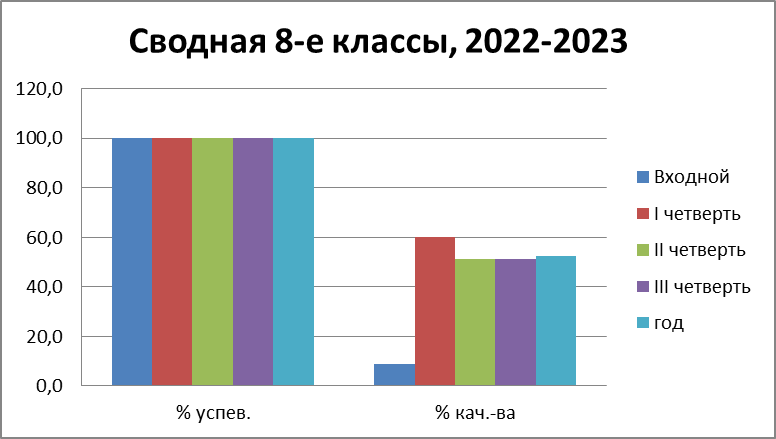 Сводная 8-е классы, 2022-2023
120,0
100,0
80,0
60,0
40,0
20,0
0,0
% успев.
% кач.-ва
Входной
I четверть
II четверть
III четверть
год